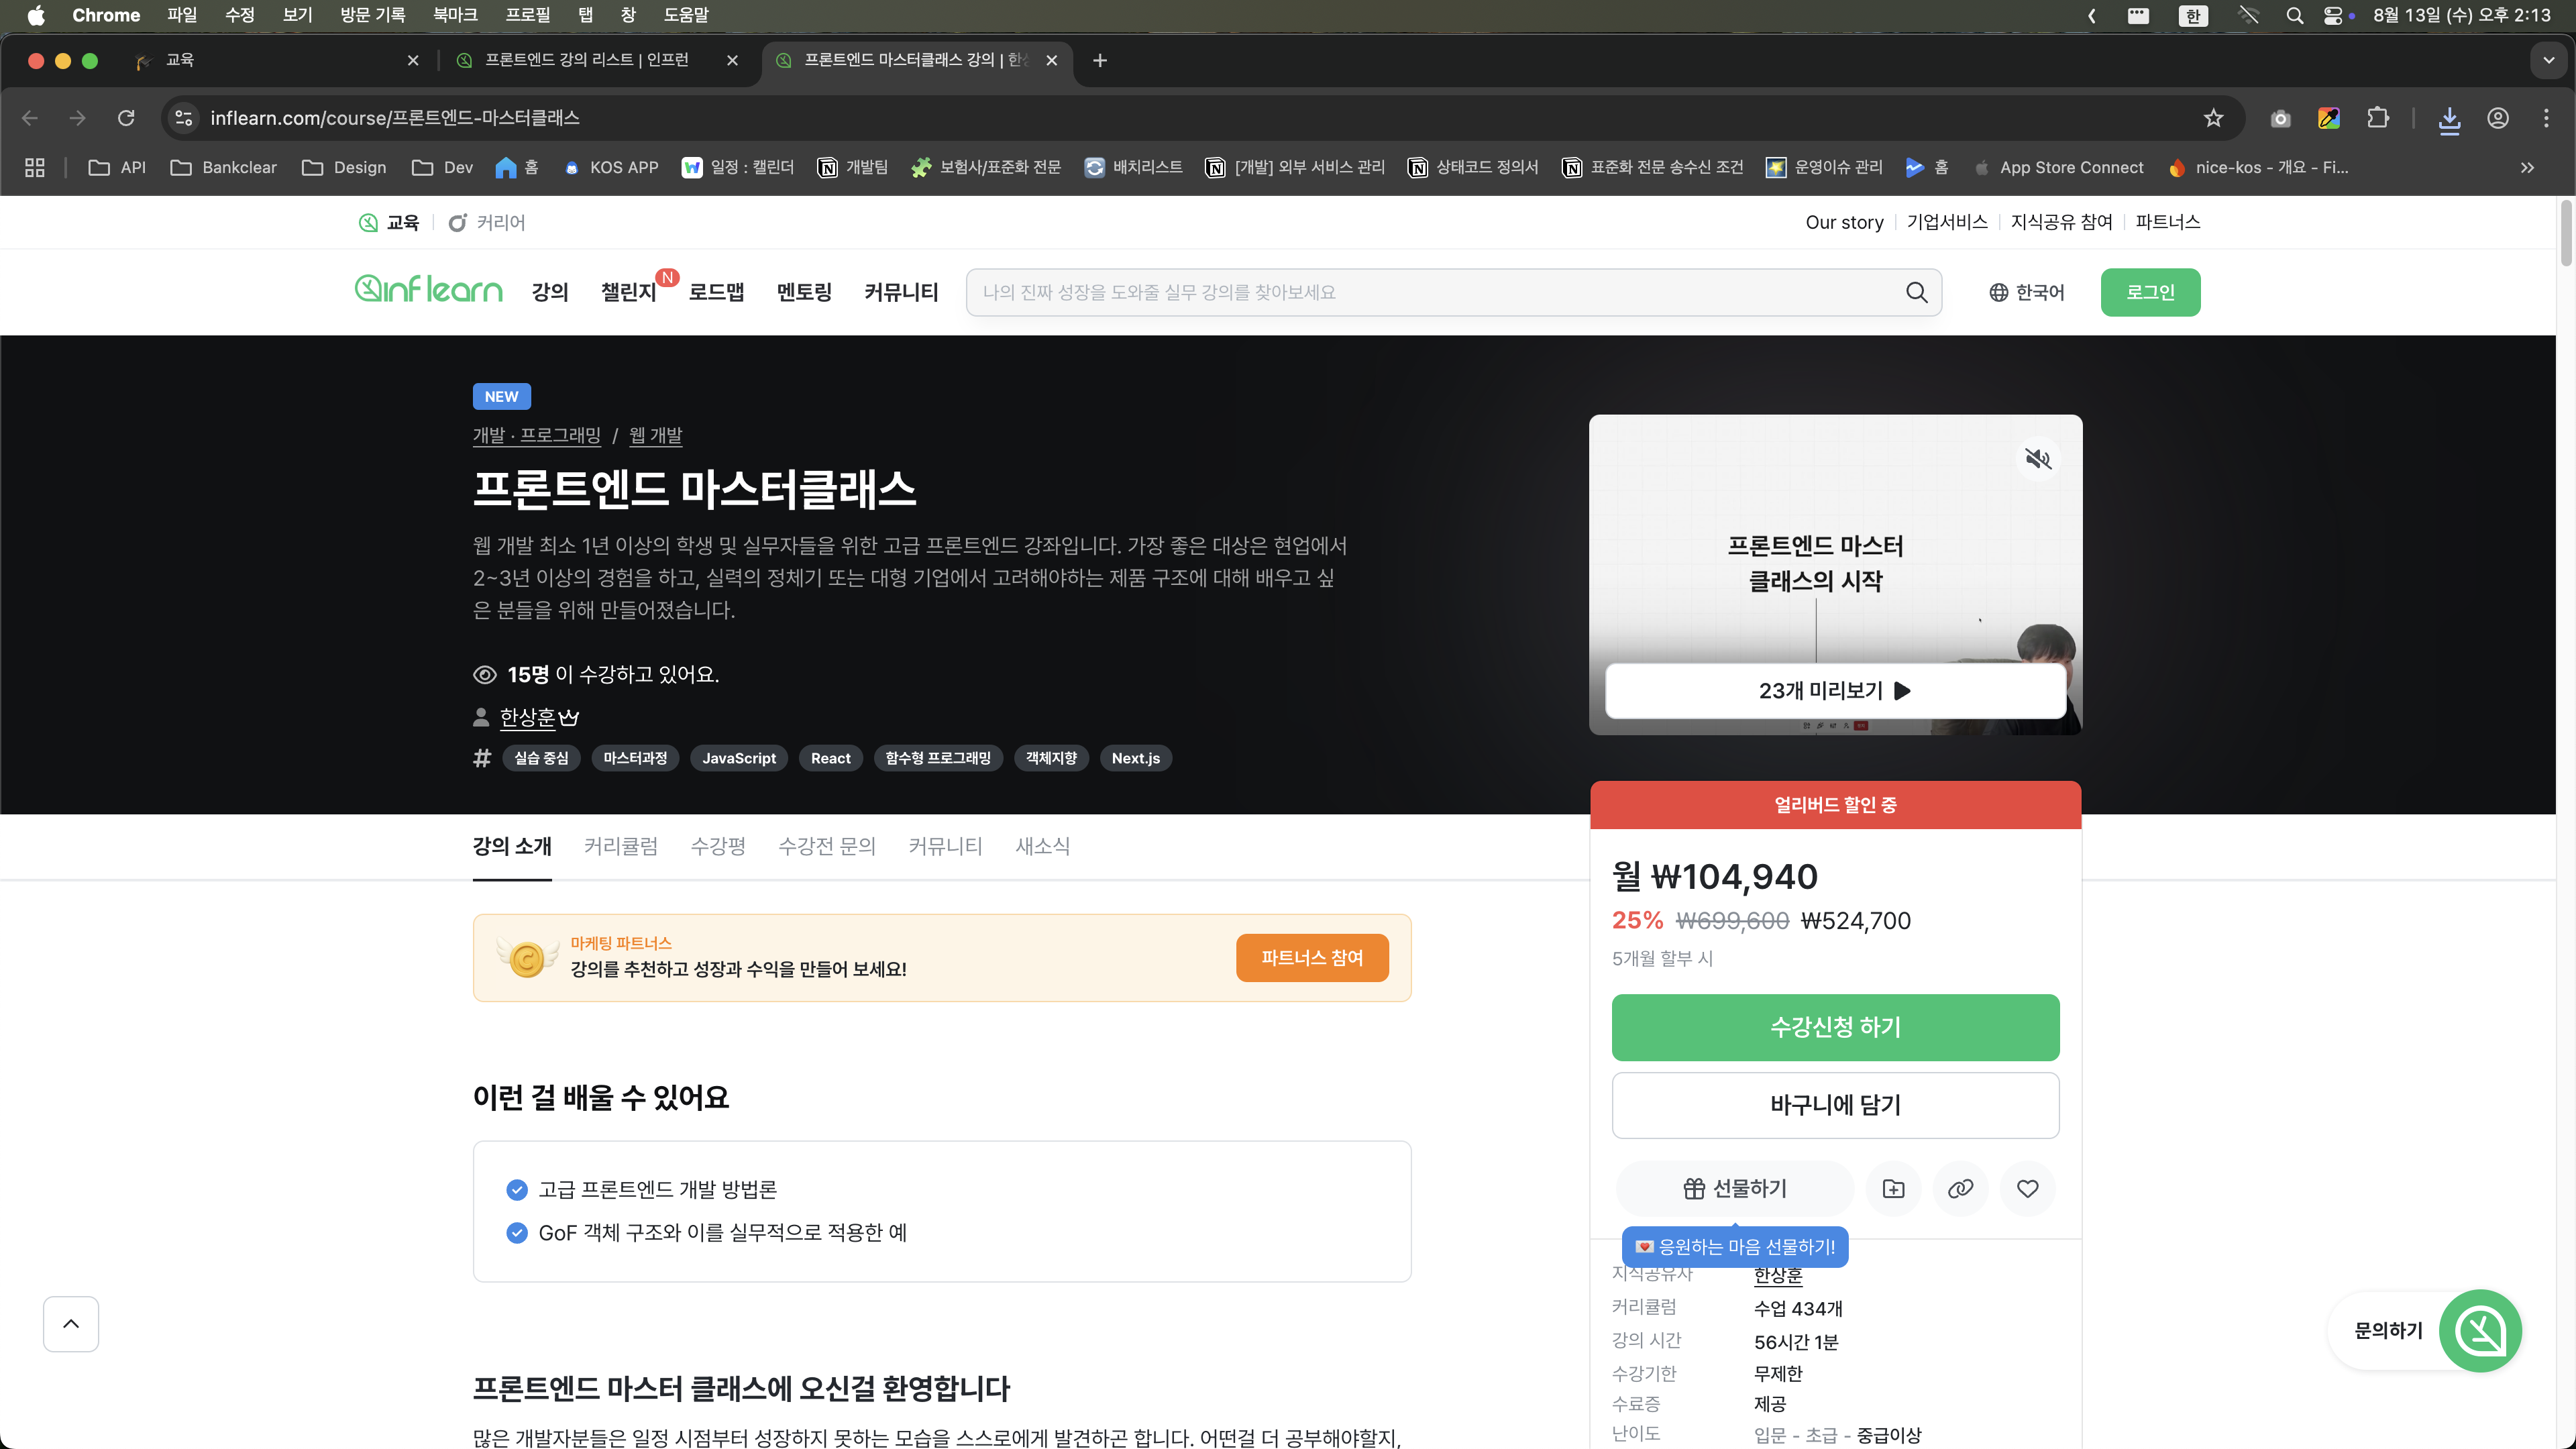 Chrome 파일 수정 보기 방문 기록 북마크 프로필 탭 창 도움말 한 8월 13일 (수) 오후 2:13
교육 프론트엔드 강의 리스트 | 인프런 프론트엔드 마스터클래스 강의 | 한
inflearn.com/course/프론트엔드-마스터클래스
API Bankclear Design Dev 홈 KOS APP 일정 : 캘린더 개발팀 보험사/표준화 전문 배치리스트 [개발] 외부 서비스 관리 상태코드 정의서 표준화 전문 송수신 조건 운영이슈 관리 홈 App Store Connect nice-kos - 개요 - Fi...
교육 커리어 Our story 기업서비스 지식공유 참여 파트너스
inflearn 강의 챌린지 N 로드맵 멘토링 커뮤니티 나의 진짜 성장을 도와줄 실무 강의를 찾아보세요 한국어 로그인
NEW
개발 · 프로그래밍 / 웹 개발
프론트엔드 마스터클래스
웹 개발 최소 1년 이상의 학생 및 실무자들을 위한 고급 프론트엔드 강좌입니다. 가장 좋은 대상은 현업에서
2~3년 이상의 경험을 하고, 실력의 정체기 또는 대형 기업에서 고려해야하는 제품 구조에 대해 배우고 싶
은 분들을 위해 만들어졌습니다.
15명 이 수강하고 있어요.
한상훈
# 실습 중심 마스터과정 JavaScript React 함수형 프로그래밍 객체지향 Next.js
프론트엔드 마스터
클래스의 시작
23개 미리보기
얼리버드 할인 중
월 ₩104,940
25% ₩699,600 ₩524,700
5개월 할부 시
수강신청 하기
바구니에 담기
선물하기
응원하는 마음 선물하기!
지식공유자 한상훈
커리큘럼 수업 434개
강의 시간 56시간 1분
수강기한 무제한
수료증 제공
난이도 입문 - 초급 - 중급이상
강의 소개 커리큘럼 수강평 수강전 문의 커뮤니티 새소식
마케팅 파트너스
강의를 추천하고 성장과 수익을 만들어 보세요!
파트너스 참여
이런 걸 배울 수 있어요
고급 프론트엔드 개발 방법론
GoF 객체 구조와 이를 실무적으로 적용한 예
프론트엔드 마스터 클래스에 오신걸 환영합니다
많은 개발자분들은 일정 시점부터 성장하지 못하는 모습을 스스로에게 발견하곤 합니다. 어떤걸 더 공부해야할지,
문의하기